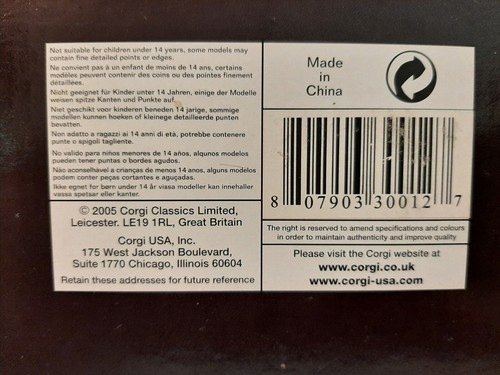 Not suitable for children under 14 years, some models may
contain fine detailed points or edges.
Ne convient pas à un enfant de moins de 14 ans, certains
modèles peuvent contenir des coins ou des pointes finement
détaillées.
Nicht geeignet für Kinder unter 14 Jahren, einige der Modelle
weisen spitze Kanten und Punkte auf.
Niet geschikt voor kinderen beneden 14 jarige, sommige
modellen kunnen hoeken of kleinege detailleerde punten
bevatten.
Non adatto a ragazzi ai 14 anni di età, potrebbe contenere
punte o spigoli tagliente.
No valido para niños menores de 14 años, algunos modelos
pueden tener puntas o bordes agudos.
Não aconselhável a crianças de menos 14 anos, alguns modelos
podem conter peças cortantes e aguçadas.
Ikke egnet for børn under 14 år vissa modeller kan innehaller
vassa spetsar eller kanter.
© 2005 Corgi Classics Limited,
Leicester. LE19 1RL, Great Britain
Corgi USA, Inc.
175 West Jackson Boulevard,
Suite 1770 Chicago, Illinois 60604
Retain these addresses for future reference
Made
in
China
8 07903 30012 7
The right is reserved to amend specifications and colours
in order to maintain authenticity and improve quality
Please visit the Corgi website at
www.corgi.co.uk
www.corgi-usa.com